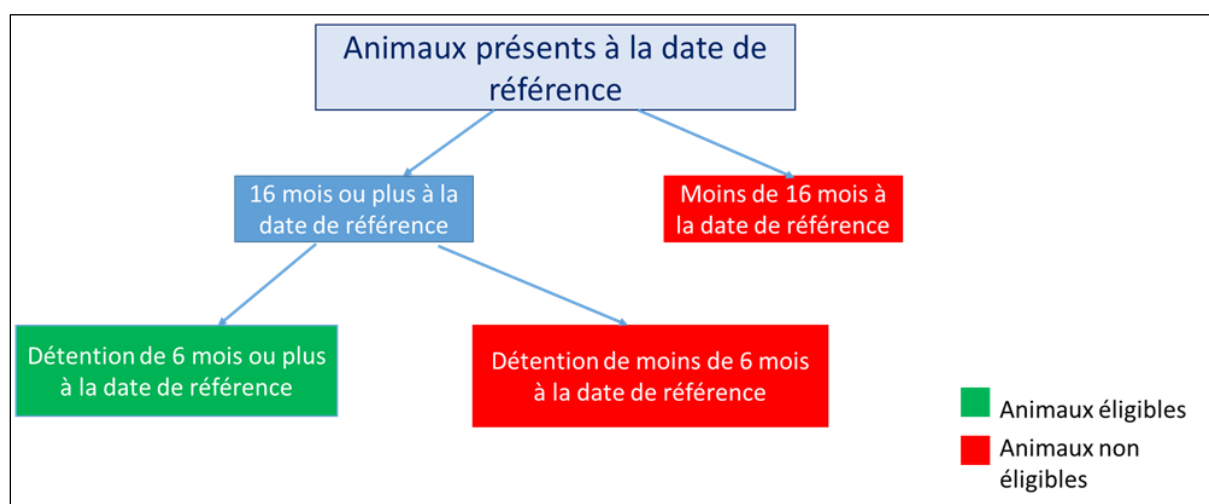 Animaux présents à la date de
référence
16 mois ou plus à la
date de référence
Moins de 16 mois à
la date de référence
Détention de 6 mois ou plus
à la date de référence
Détention de moins de 6 mois
à la date de référence
Animaux éligibles
Animaux non
éligibles